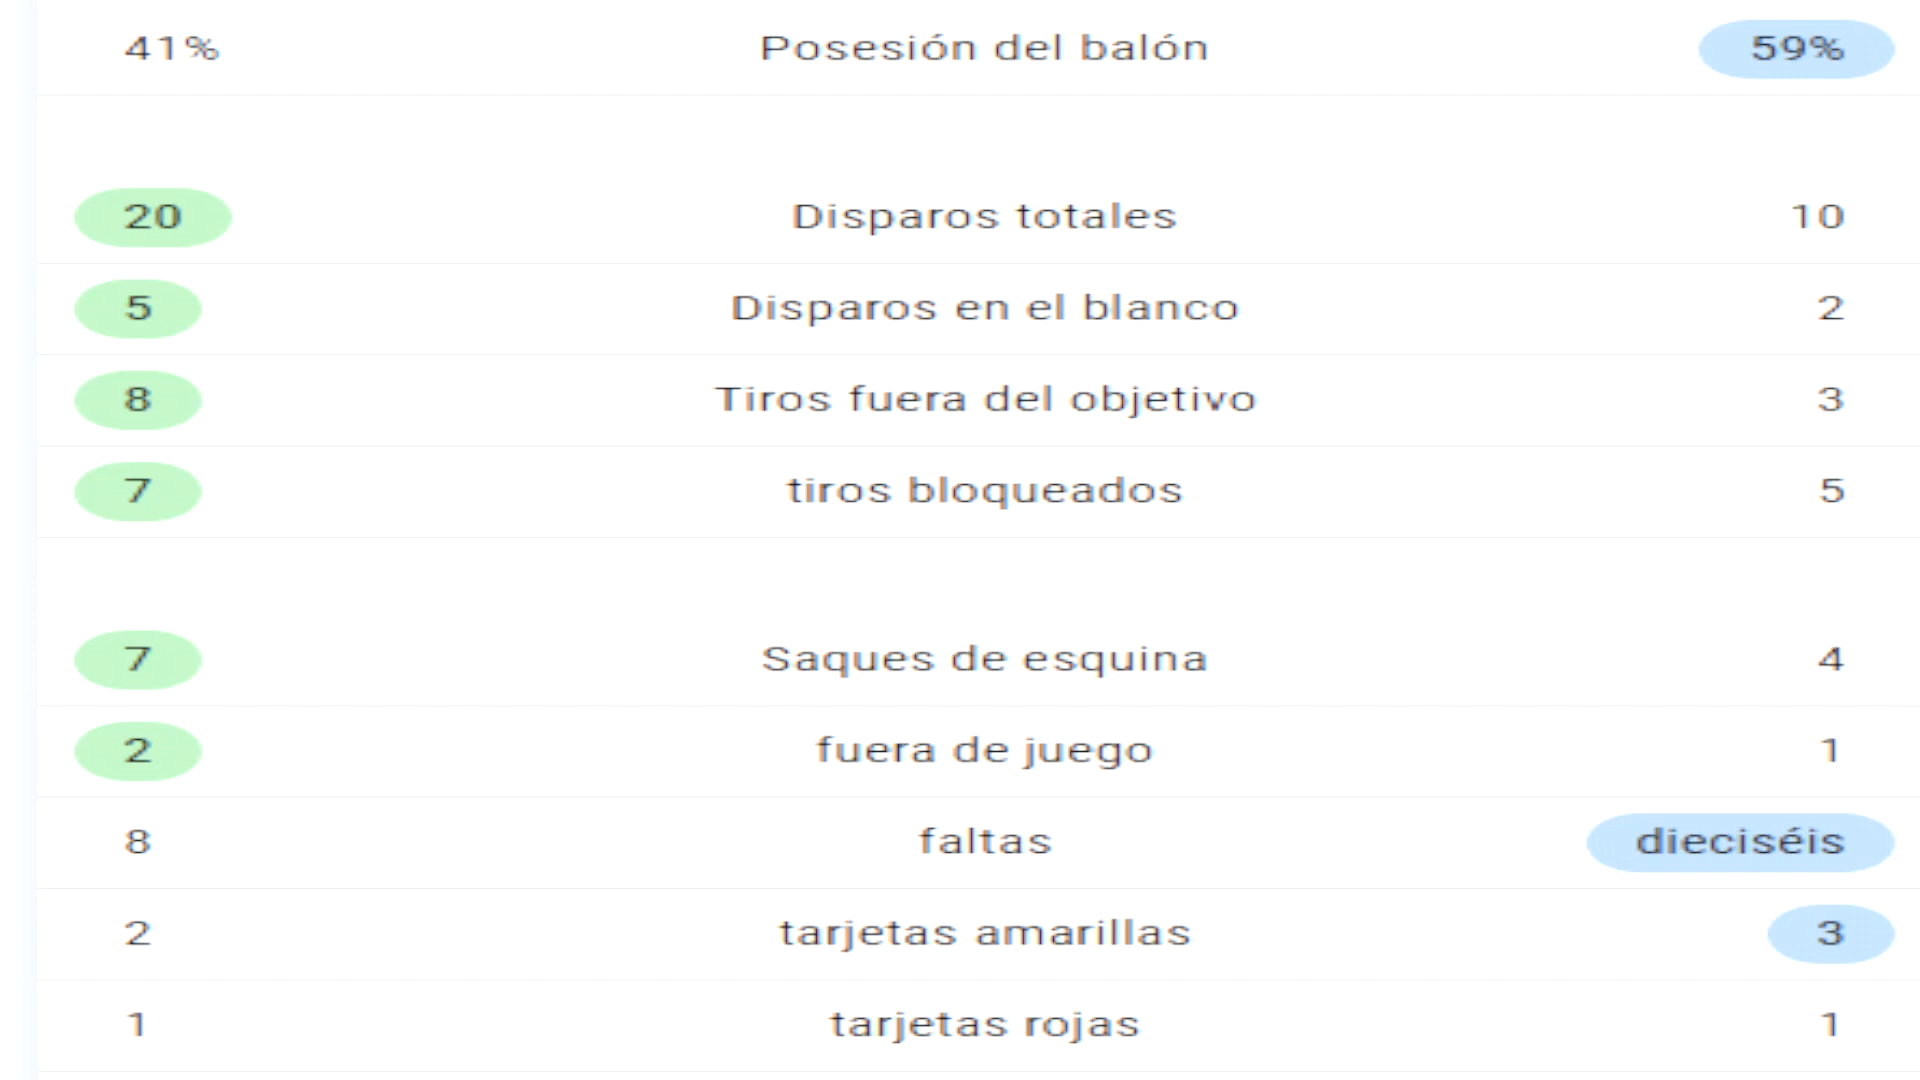 41% Posesión del balón 59%
20 Disparos totales 10
5 Disparos en el blanco 2
8 Tiros fuera del objetivo 3
7 tiros bloqueados 5
7 Saques de esquina 4
2 fuera de juego 1
8 faltas dieciséis
2 tarjetas amarillas 3
1 tarjetas rojas 1